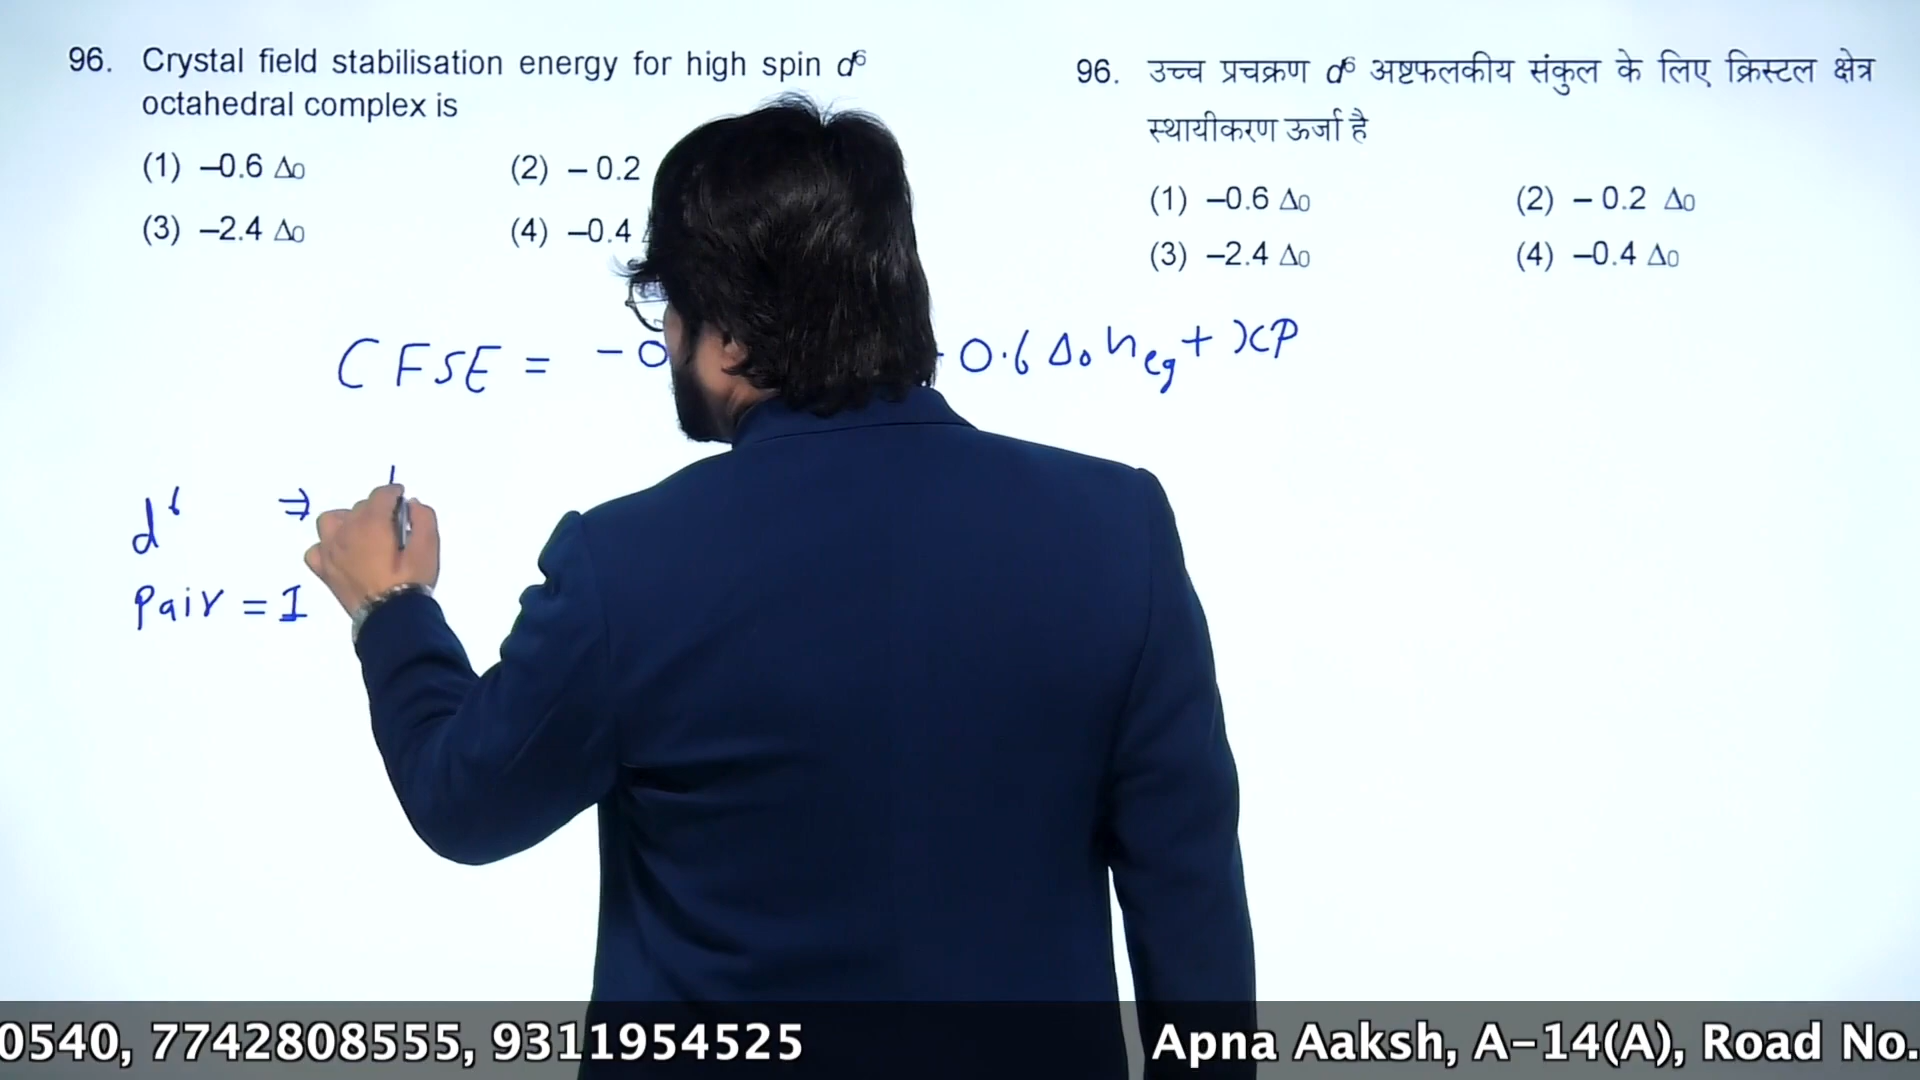 96. Crystal field stabilisation energy for high spin d⁶
octahedral complex is
(1) –0.6 Δ₀ (2) – 0.2
(3) –2.4 Δ₀ (4) –0.4
96. उच्च प्रचक्रण d⁶ अष्टफलकीय संकुल के लिए क्रिस्टल क्षेत्र
स्थायीकरण ऊर्जा है
(1) –0.6 Δ₀ (2) – 0.2 Δ₀
(3) –2.4 Δ₀ (4) –0.4 Δ₀
CFSE = – 0 0.6 Δ₀ n eg + xP
d⁶ ⇒
Pair = 1
0540, 7742808555, 9311954525 Apna Aaksh, A–14(A), Road No.